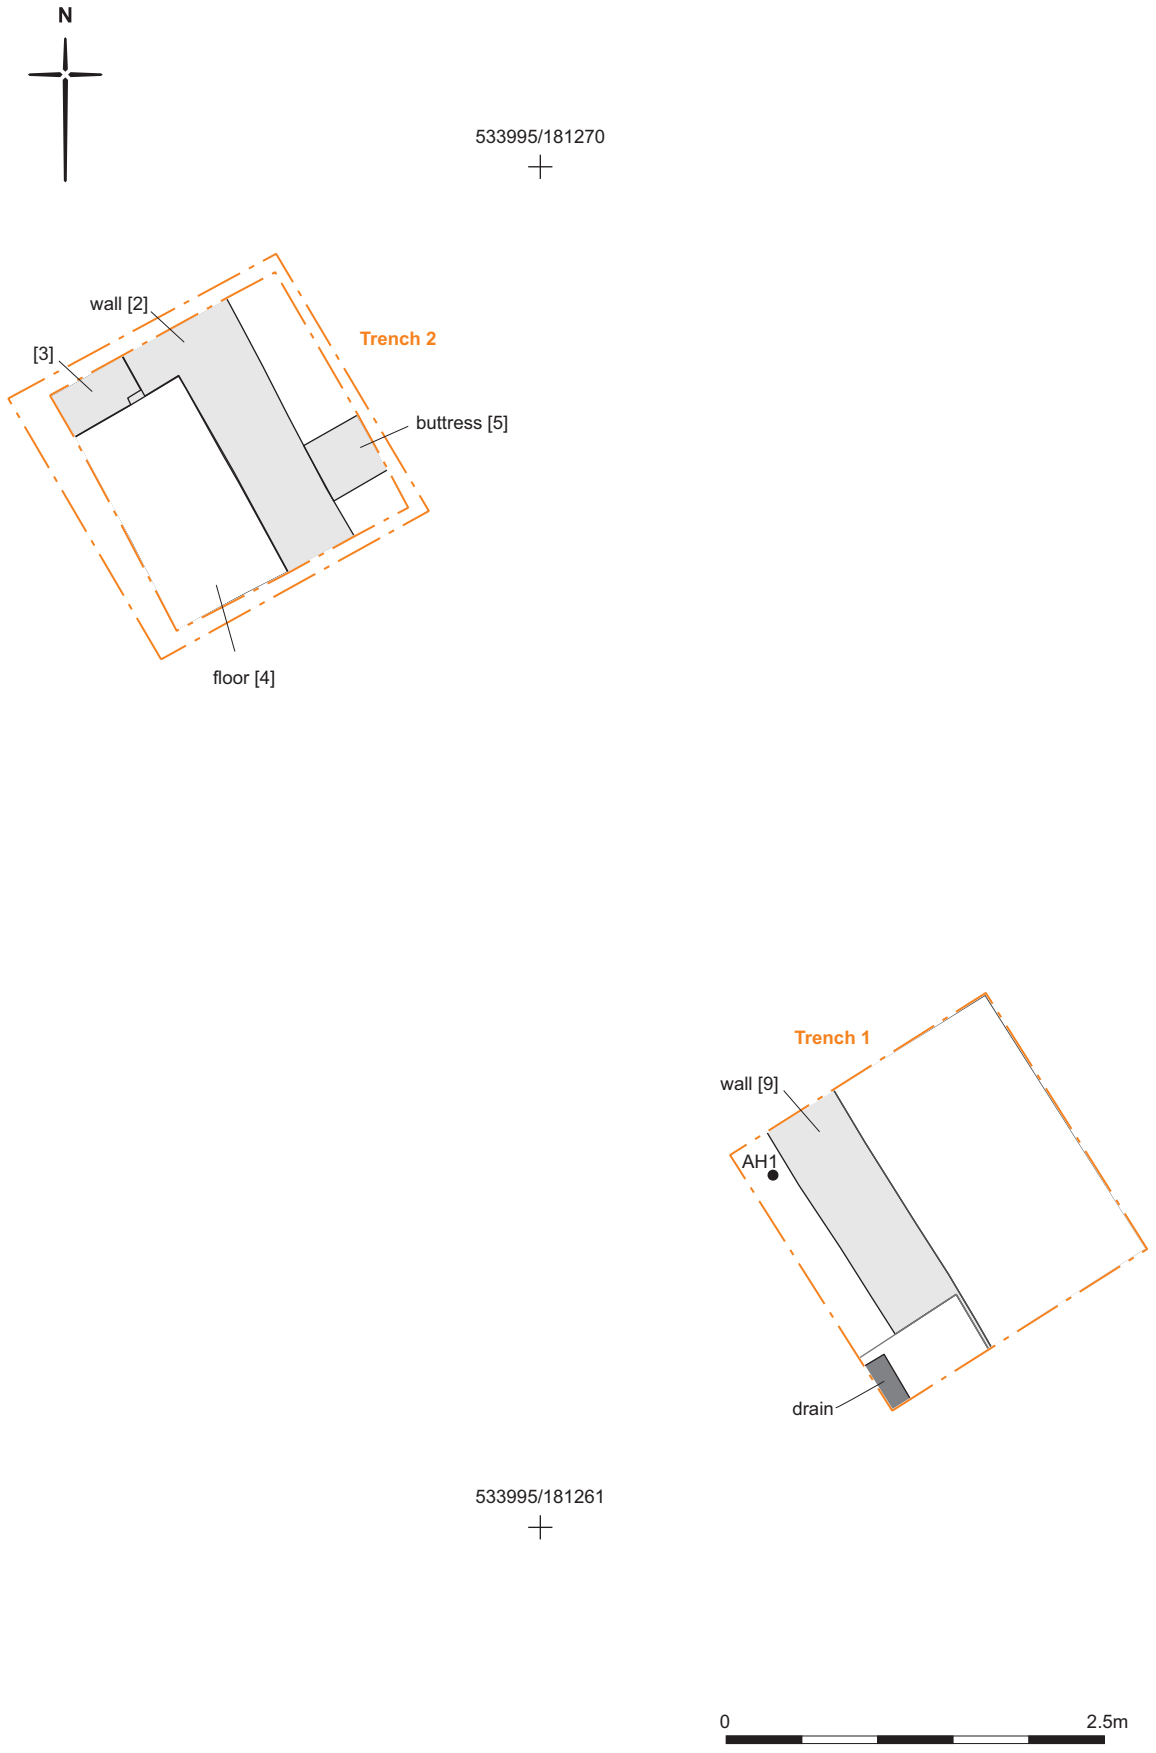 N
533995/181270
wall [2]
Trench 2
[3]
buttress [5]
floor [4]
Trench 1
wall [9]
AH1
drain
533995/181261
0 2.5m